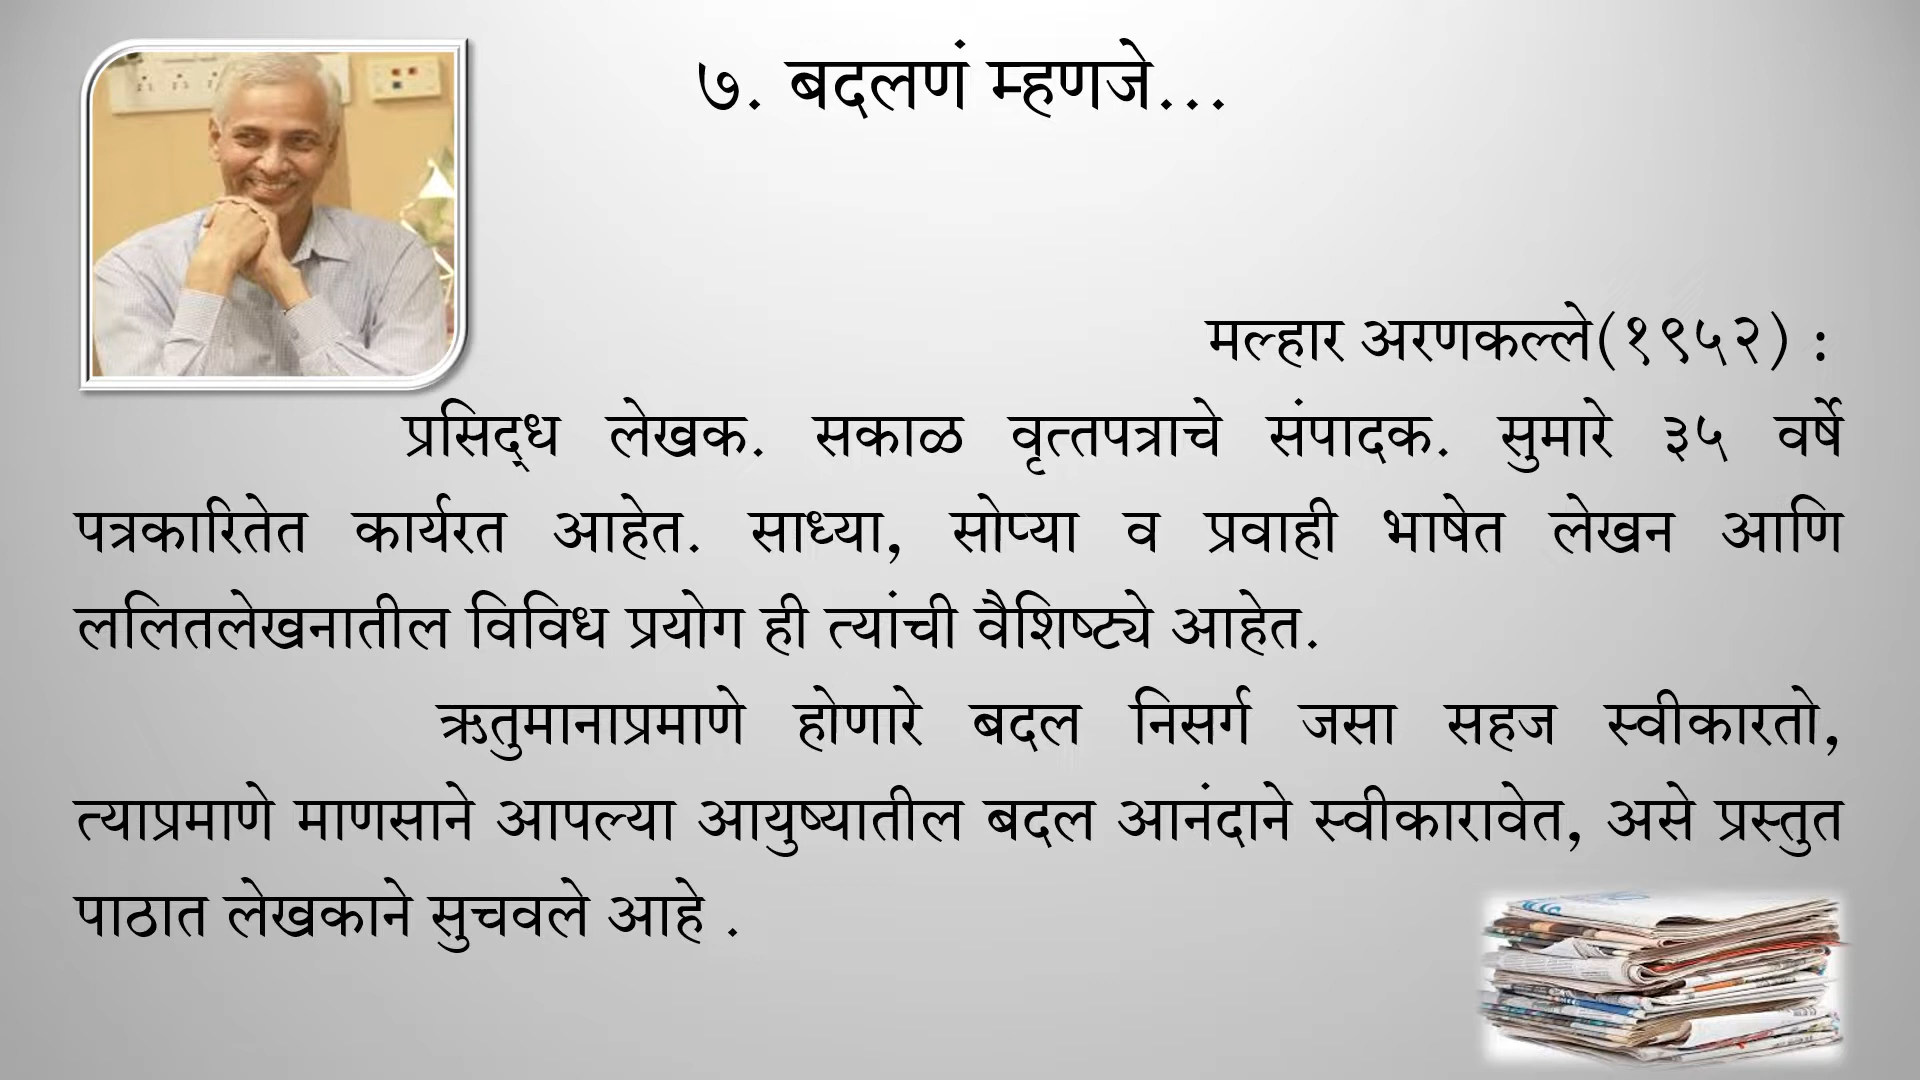 ७. बदलणं म्हणजे...
मल्हार अरणकल्ले(१९५२) :
प्रसिद्ध लेखक. सकाळ वृत्तपत्राचे संपादक. सुमारे ३५ वर्षे
पत्रकारितेत कार्यरत आहेत. साध्या, सोप्या व प्रवाही भाषेत लेखन आणि
ललितलेखनातील विविध प्रयोग ही त्यांची वैशिष्ट्ये आहेत.
ऋतुमानाप्रमाणे होणारे बदल निसर्ग जसा सहज स्वीकारतो,
त्याप्रमाणे माणसाने आपल्या आयुष्यातील बदल आनंदाने स्वीकारावेत, असे प्रस्तुत
पाठात लेखकाने सुचवले आहे .